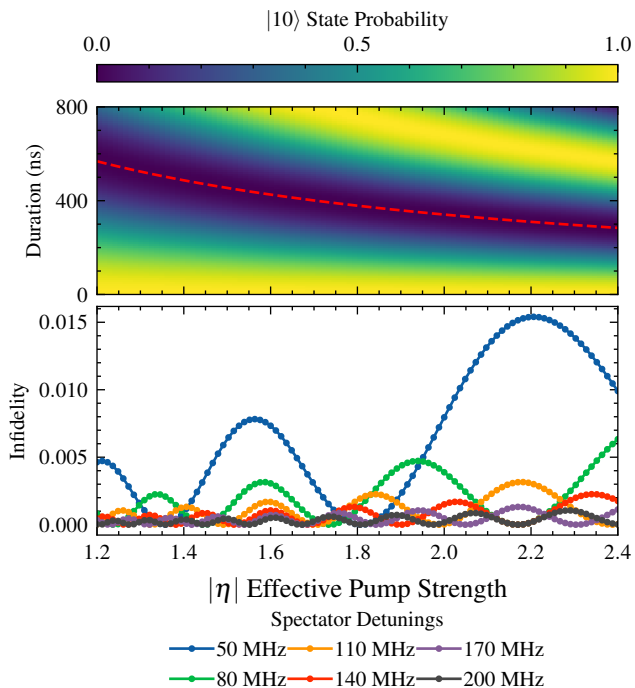 |10⟩ State Probability
0.0 0.5 1.0
800
400
0
Duration (ns)
0.015
0.010
0.005
0.000
Infidelity
1.2 1.4 1.6 1.8 2.0 2.2 2.4
|η| Effective Pump Strength
Spectator Detunings
50 MHz 110 MHz 170 MHz
80 MHz 140 MHz 200 MHz